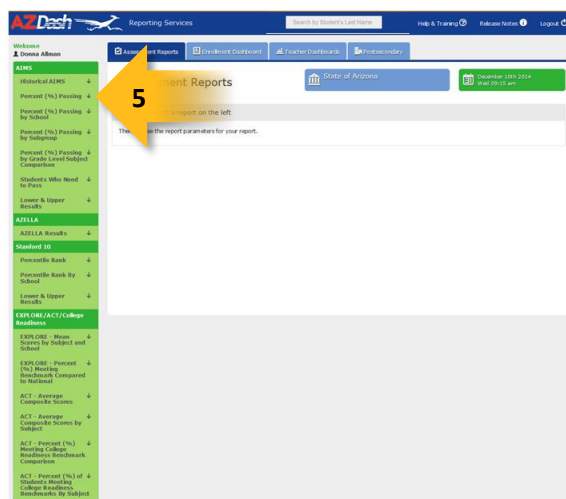 AZDash
Reporting Services
Search by Student's Last Name
Help & Training
Release Notes
Logout
Welcome
Donna Allman
Assessment Reports
Enrollment Dashboard
Teacher Dashboards
Postsecondary
AIMS
Historical AIMS
Percent (%) Passing
Percent (%) Passing
by School
Percent (%) Passing
by Subgroup
Percent (%) Passing
by Grade Level Subject
Comparison
Students Who Need
to Pass
Lower & Upper
Results
AZELLA
AZELLA Results
Stanford 10
Percentile Rank
Percentile Rank By
School
Lower & Upper
Results
EXPLORE/ACT/College
Readiness
EXPLORE - Mean
Scores by Subject and
School
EXPLORE - Percent
(%) Meeting
Benchmark Compared
to National
ACT - Average
Composite Scores
ACT - Average
Composite Scores by
Subject
ACT - Percent (%)
Meeting College
Readiness Benchmark
Comparison
ACT - Percent (%) of
Students Meeting
College Readiness
Benchmarks By Subject
5
Reports
State of Arizona
December 10th 2014
Wed 09:15 am
report on the left
the report parameters for your report.